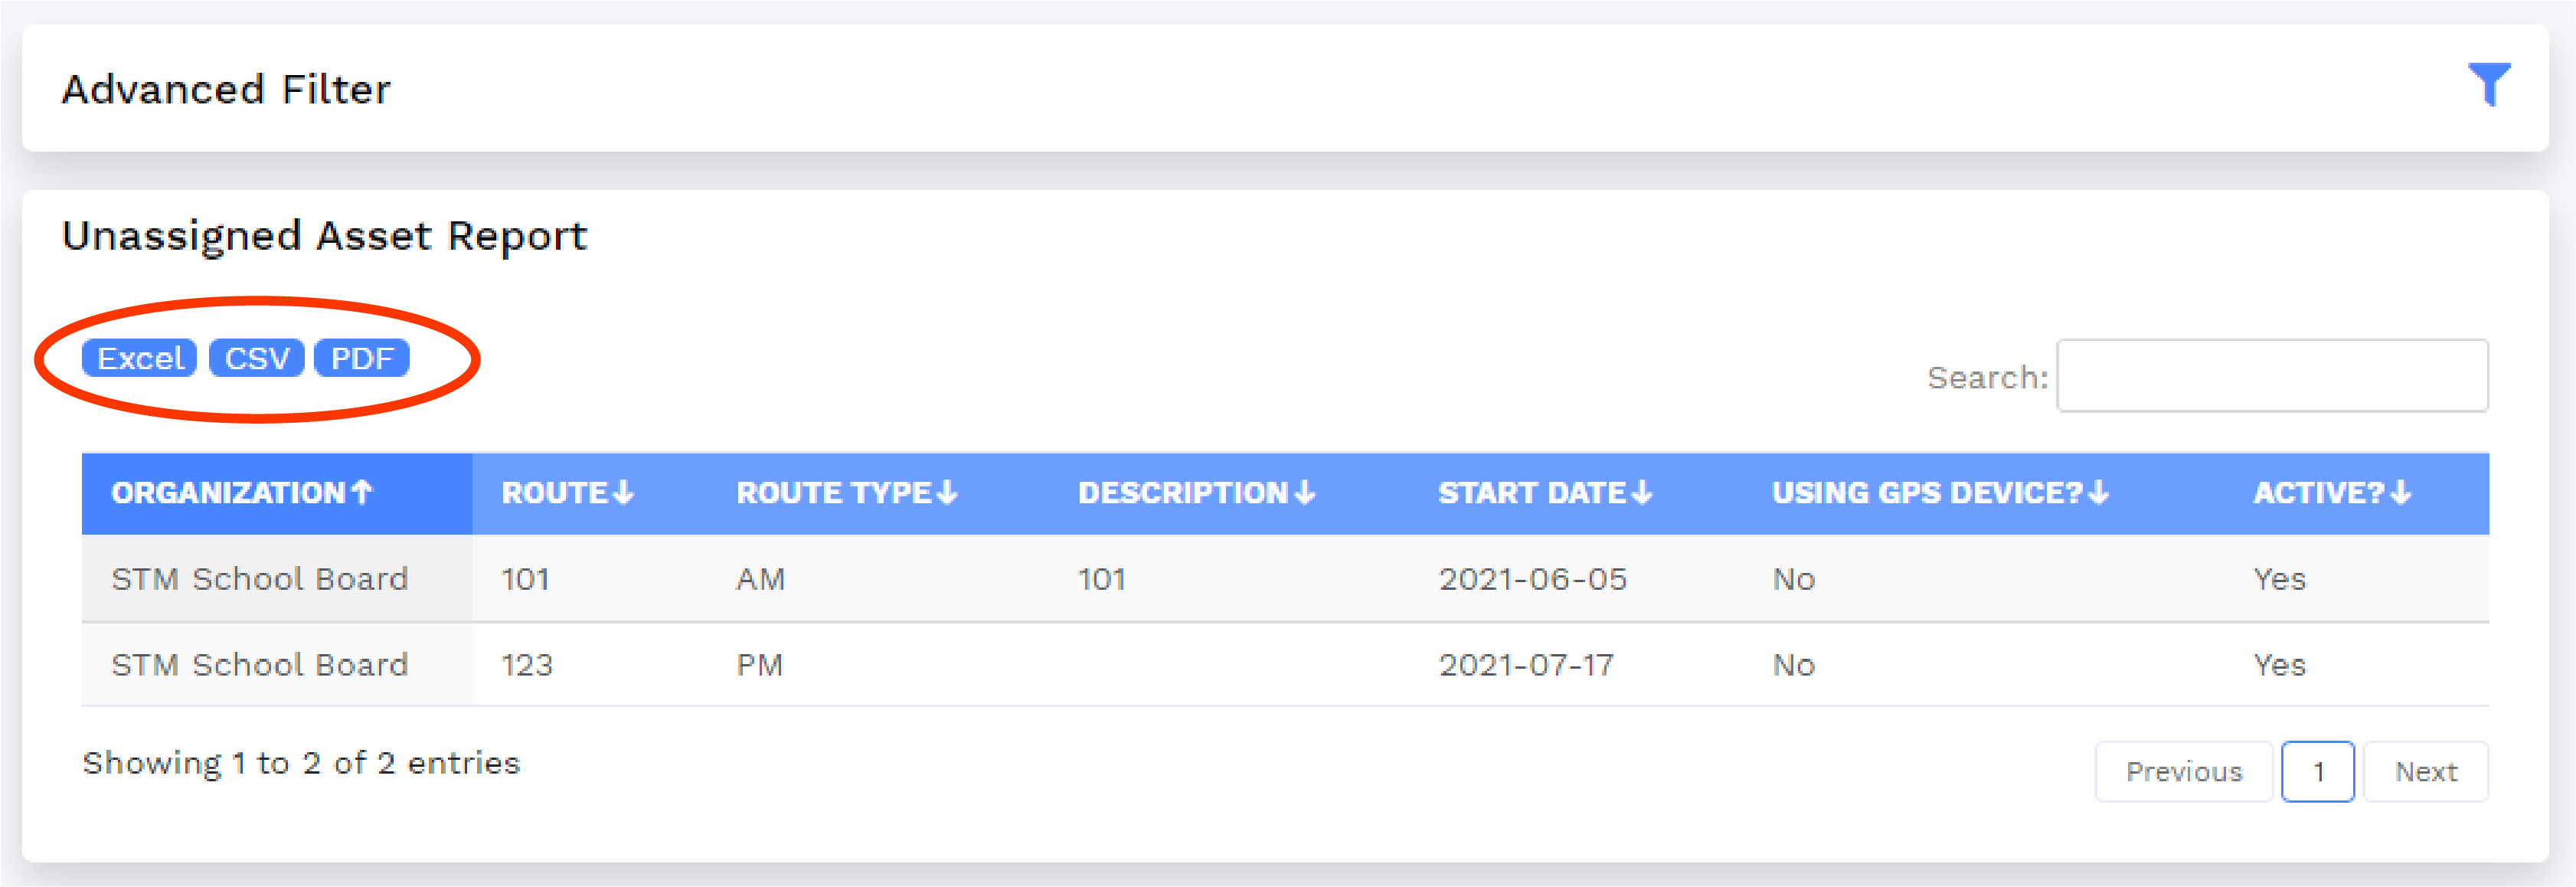 Advanced Filter
Unassigned Asset Report
Excel CSV PDF
Search:
ORGANIZATION↑ ROUTE↓ ROUTE TYPE↓ DESCRIPTION↓ START DATE↓ USING GPS DEVICE?↓ ACTIVE?↓
STM School Board 101 AM 101 2021-06-05 No Yes
STM School Board 123 PM 2021-07-17 No Yes
Showing 1 to 2 of 2 entries
Previous 1 Next